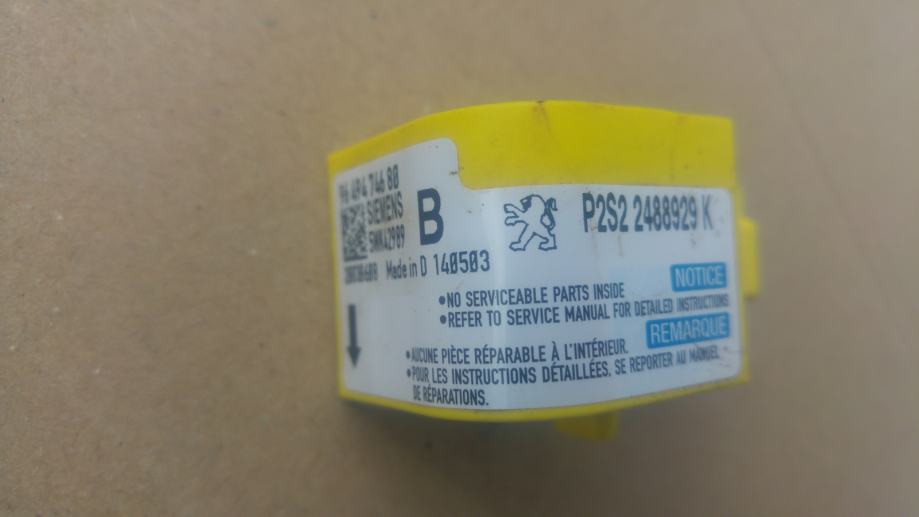 96 494 746 80
SIEMENS
5WK42989
B
P2S2 2488929 K
Made in D 140503
NOTICE
•NO SERVICEABLE PARTS INSIDE
•REFER TO SERVICE MANUAL FOR DETAILED INSTRUCTIONS.
REMARQUE
•AUCUNE PIÈCE RÉPARABLE À L'INTÉRIEUR.
•POUR LES INSTRUCTIONS DÉTAILLÉES, SE REPORTER AU MANUEL
DE RÉPARATIONS.